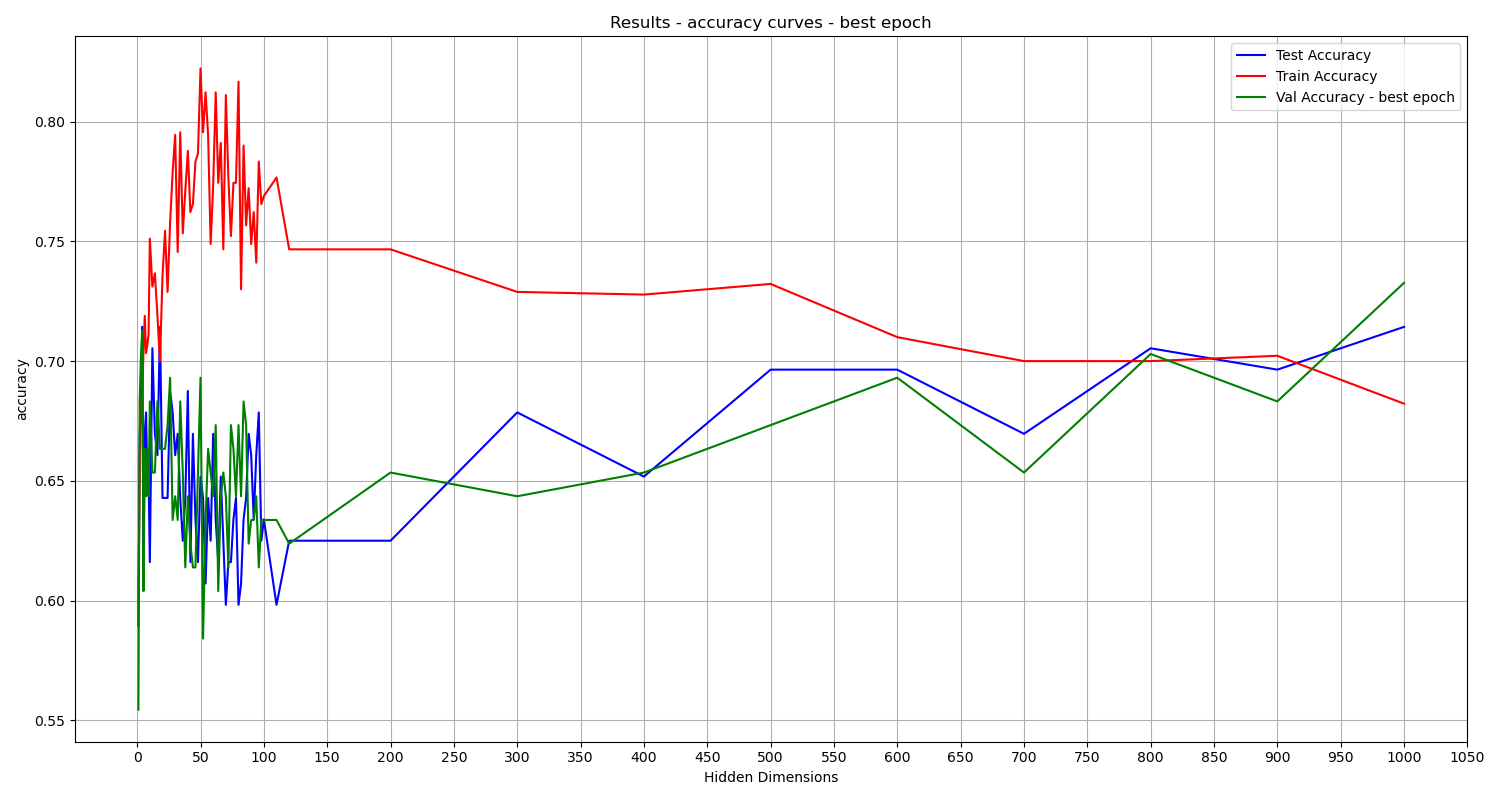 Results - accuracy curves - best epoch
Test Accuracy
Train Accuracy
Val Accuracy - best epoch
accuracy
0.80
0.75
0.70
0.65
0.60
0.55
0 50 100 150 200 250 300 350 400 450 500 550 600 650 700 750 800 850 900 950 1000 1050
Hidden Dimensions